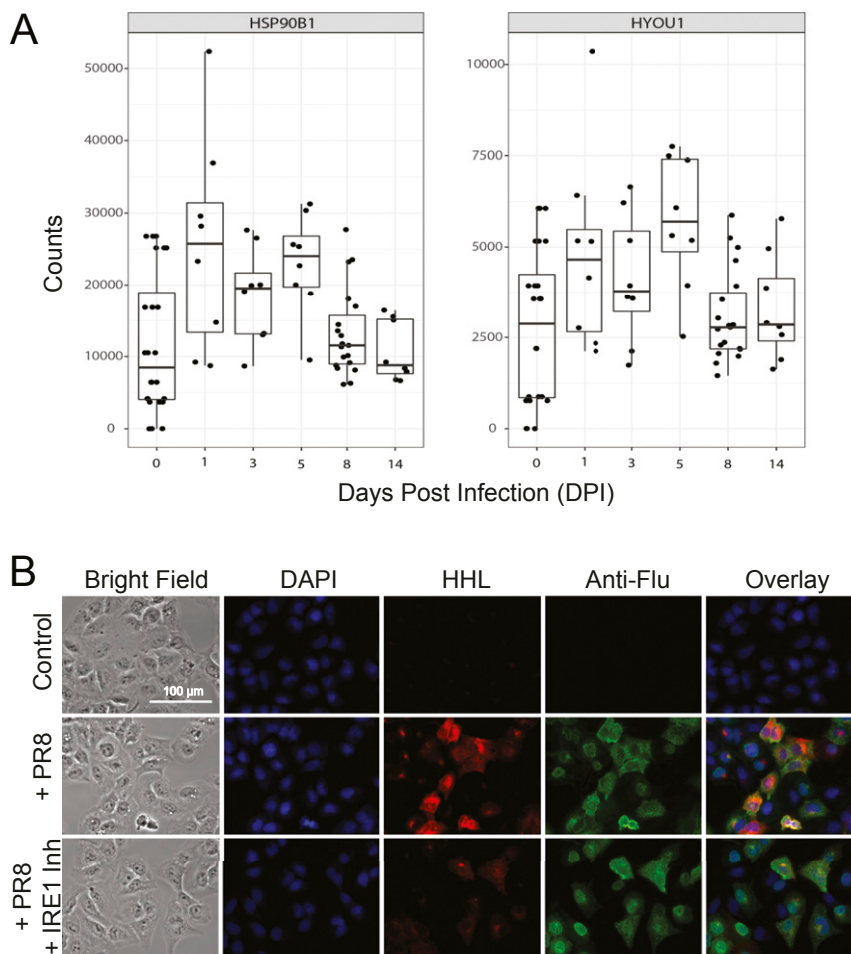 A
HSP90B1
HYOU1
Counts
50000
40000
30000
20000
10000
0
10000
7500
5000
2500
0
0 1 3 5 8 14
0 1 3 5 8 14
Days Post Infection (DPI)
B
Bright Field DAPI HHL Anti-Flu Overlay
Control
100 µm
+ PR8
+ PR8
+ IRE1 Inh